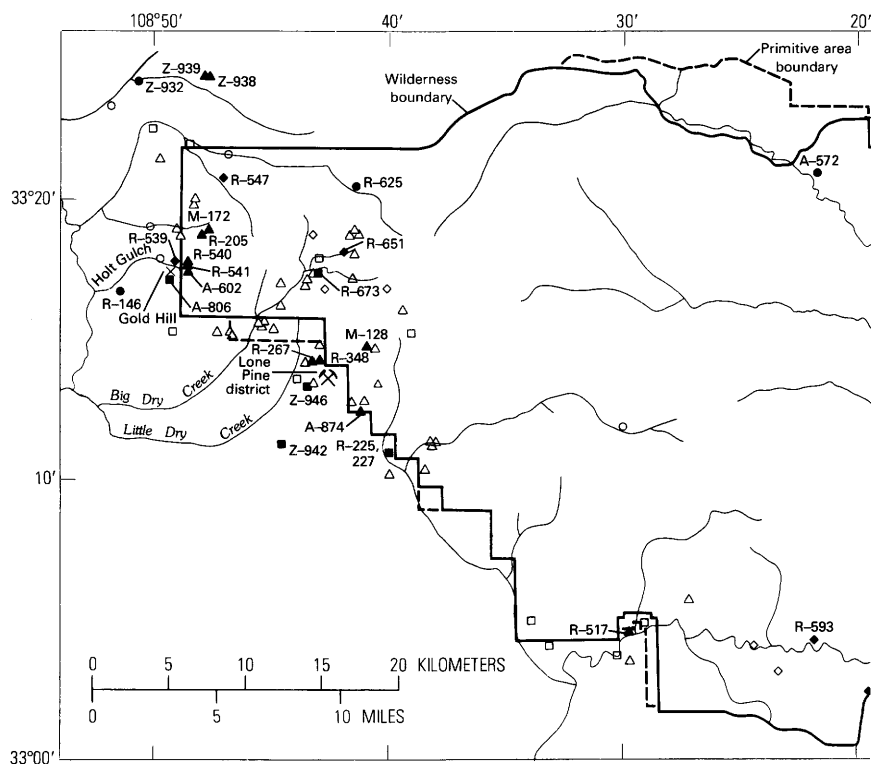 108°50′
40′
30′
20′
Z–939
Z–938
Z–932
Wilderness
boundary
Primitive area
boundary
A–572
33°20′
R–547
R–625
M–172
R–205
R–539
R–540
R–651
Holt Gulch
R–541
A–602
R–673
R–146
A–806
Gold Hill
M–128
R–267
R–348
Lone
Pine
district
Big Dry Creek
Z–946
Little Dry Creek
A–874
R–225,
227
Z–942
10′
R–517
R–593
0 5 10 15 20 KILOMETERS
0 5 10 MILES
33°00′